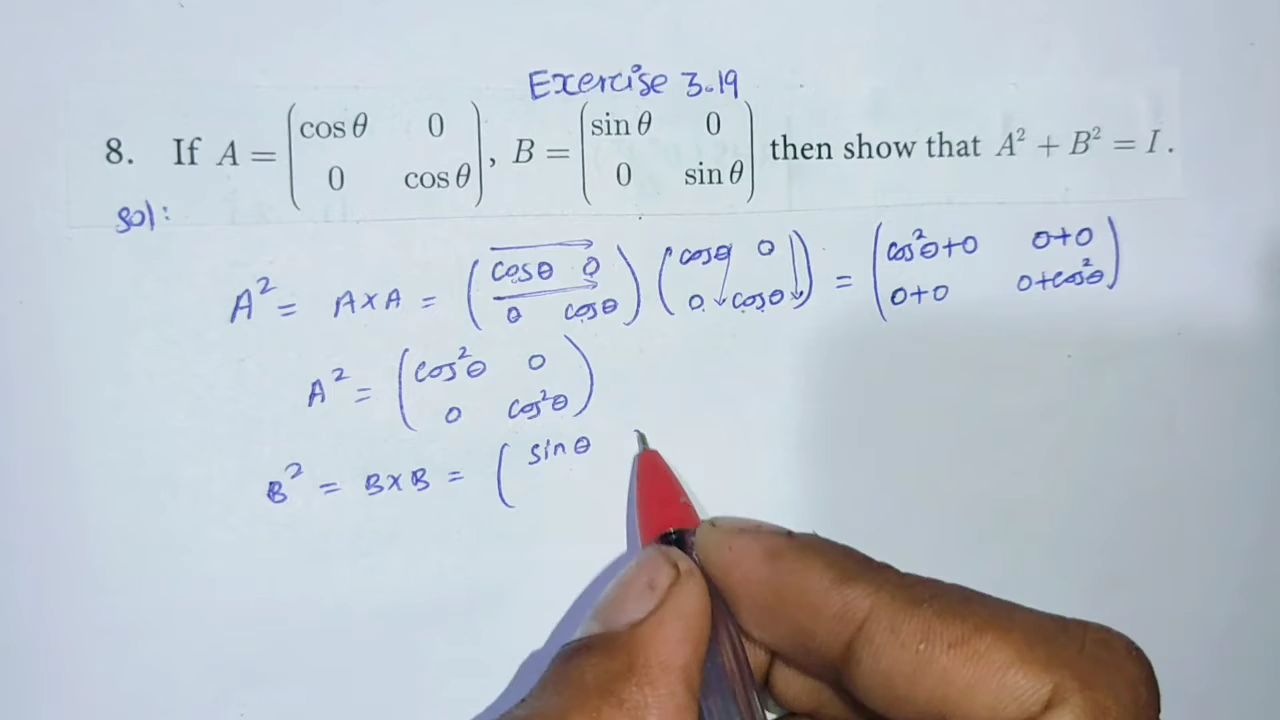 Exercise 3.19
8. If A = (cos θ 0
0 cos θ), B = (sin θ 0
0 sin θ) then show that A² + B² = I.
Sol:
A² = A×A = (cosθ 0
0 cosθ) (cosθ 0
0 cosθ) = (cos²θ+0 0+0
0+0 0+cos²θ)
A² = (cos²θ 0
0 cos²θ)
B² = B×B = (sinθ